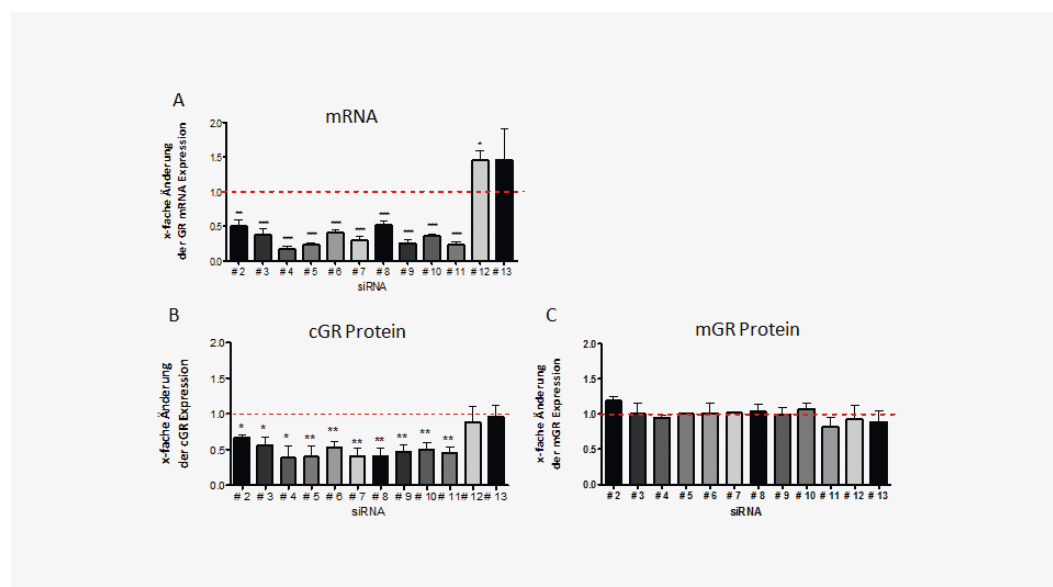 A
mRNA
x-fache Änderung
der GR mRNA Expression
2.0
1.5
1.0
0.5
0.0
# 2 # 3 # 4 # 5 # 6 # 7 # 8 # 9 # 10 # 11 # 12 # 13
siRNA
B
cGR Protein
x-fache Änderung
der cGR Expression
2.0
1.5
1.0
0.5
0.0
* * * ** ** ** ** ** ** **
# 2 # 3 # 4 # 5 # 6 # 7 # 8 # 9 # 10 # 11 # 12 # 13
siRNA
C
mGR Protein
x-fache Änderung
der mGR Expression
2.0
1.5
1.0
0.5
0.0
# 2 # 3 # 4 # 5 # 6 # 7 # 8 # 9 # 10 # 11 # 12 # 13
siRNA